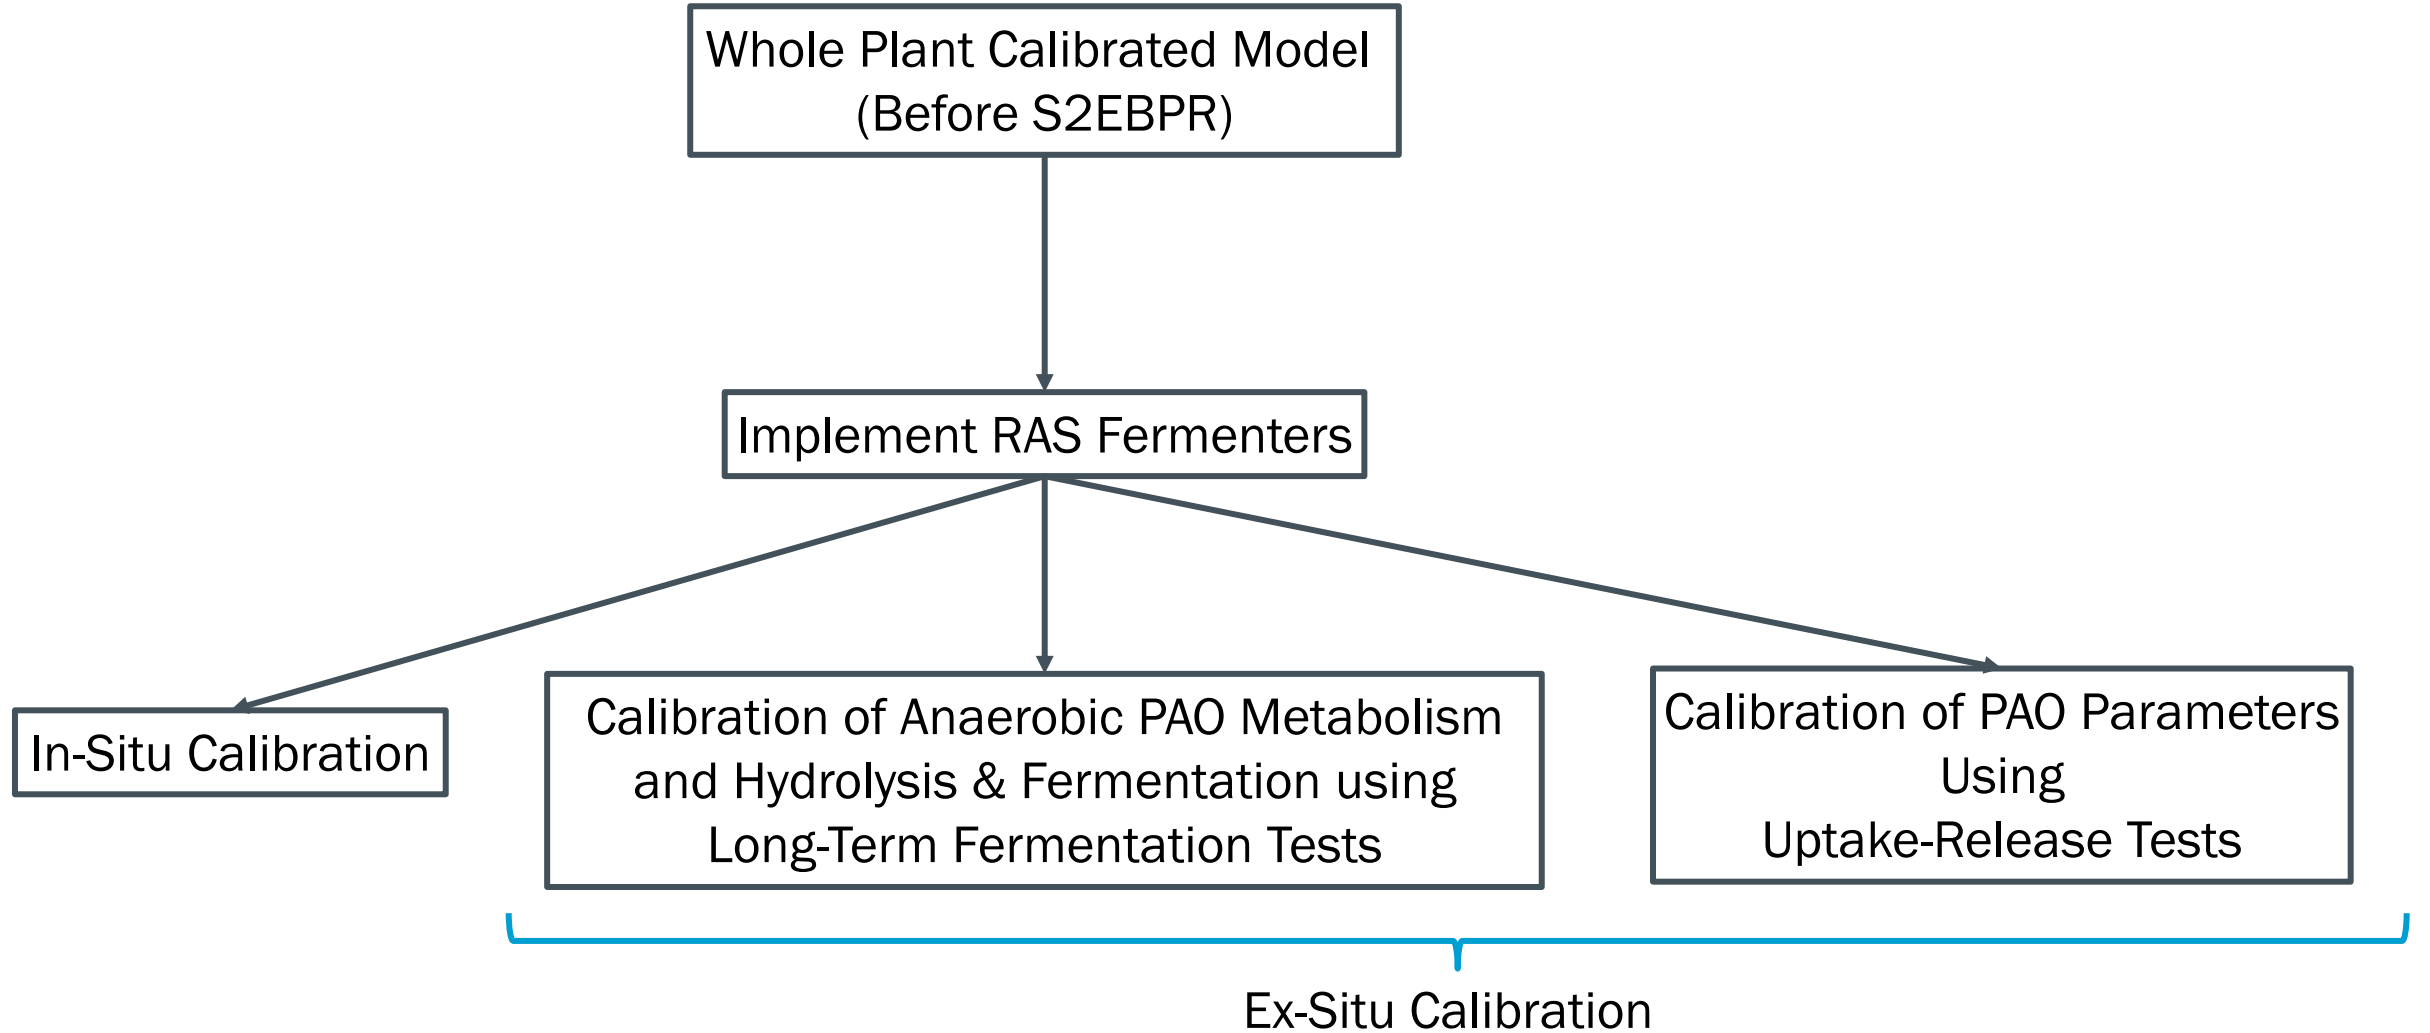 Whole Plant Calibrated Model
(Before S2EBPR)
Implement RAS Fermenters
In-Situ Calibration
Calibration of Anaerobic PAO Metabolism
and Hydrolysis & Fermentation using
Long-Term Fermentation Tests
Calibration of PAO Parameters
Using
Uptake-Release Tests
Ex-Situ Calibration